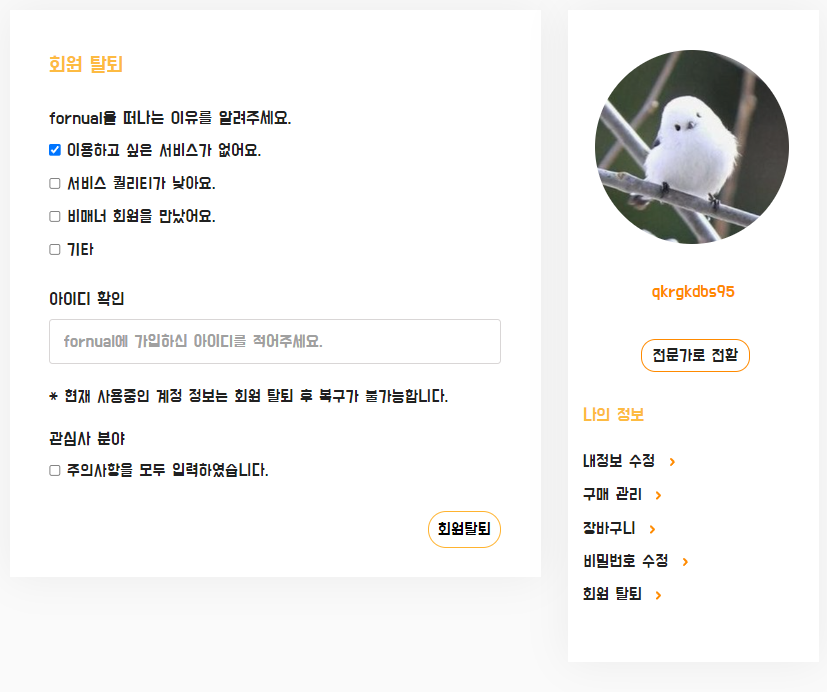 회원 탈퇴
fornual을 떠나는 이유를 알려주세요.
이용하고 싶은 서비스가 없어요.
서비스 퀄리티가 낮아요.
비매너 회원을 만났어요.
기타
아이디 확인
fornual에 가입하신 아이디를 적어주세요.
* 현재 사용중인 계정 정보는 회원 탈퇴 후 복구가 불가능합니다.
관심사 분야
주의사항을 모두 입력하였습니다.
회원탈퇴
qkrgkdbs95
전문가로 전환
나의 정보
내정보 수정 >
구매 관리 >
장바구니 >
비밀번호 수정 >
회원 탈퇴 >